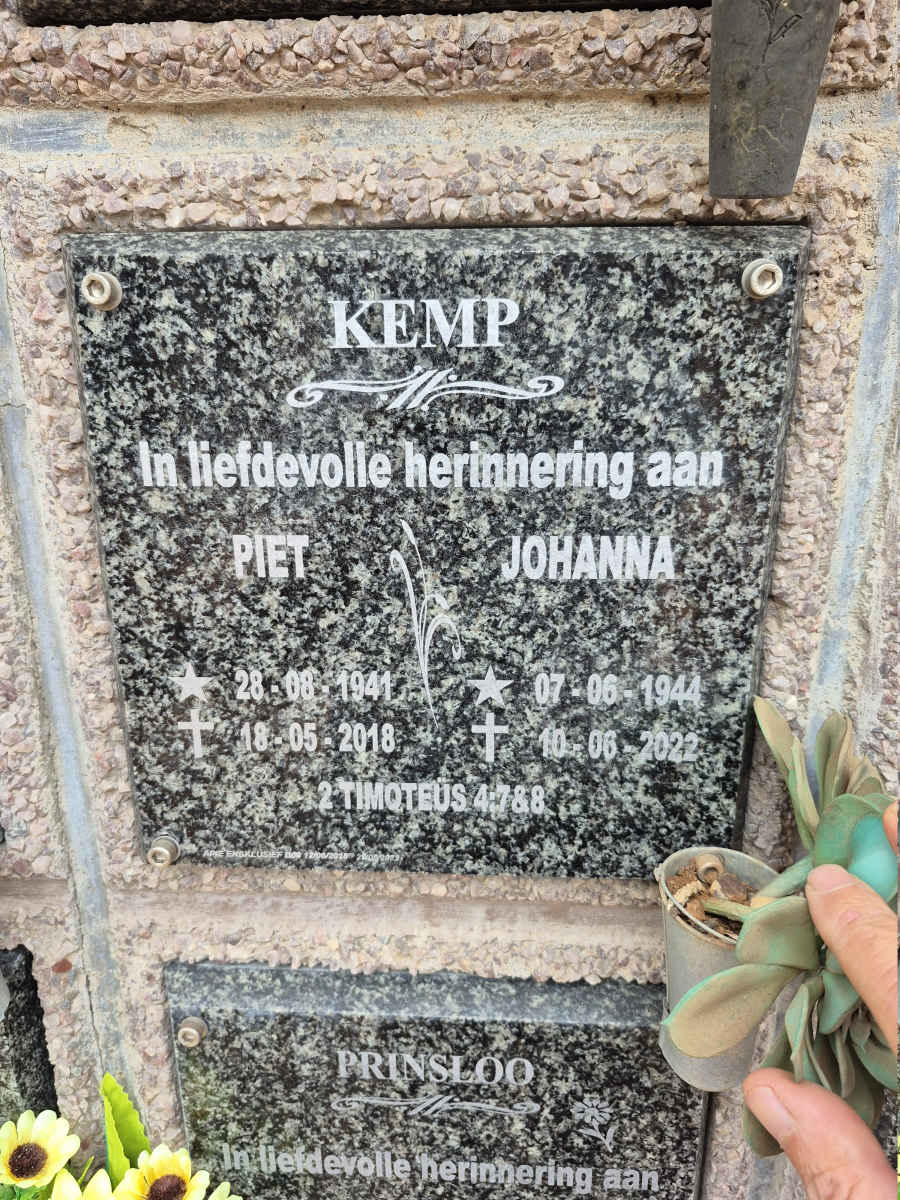 KEMP
In liefdevolle herinnering aan
PIET JOHANNA
28 - 08 - 1941 07 - 06 - 1944
18 - 05 - 2018 10 - 06 - 2022
2 TIMOTEÜS 4:7&8
PRINSLOO
In liefdevolle herinnering aan